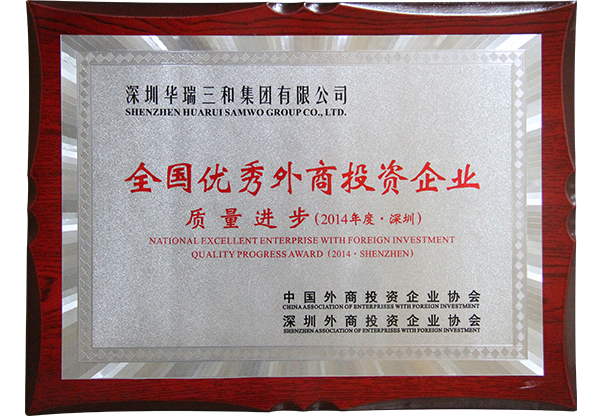 深圳华瑞三和集团有限公司
SHENZHEN HUARUI SAMWO GROUP CO., LTD.
全国优秀外商投资企业
质量进步(2014年度·深圳)
NATIONAL EXCELLENT ENTERPRISE WITH FOREIGN INVESTMENT
QUALITY PROGRESS AWARD (2014 · SHENZHEN)
中国外商投资企业协会
CHINA ASSOCIATION OF ENTERPRISES WITH FOREIGN INVESTMENT
深圳外商投资企业协会
SHENZHEN ASSOCIATION OF ENTERPRISES WITH FOREIGN INVESTMENT